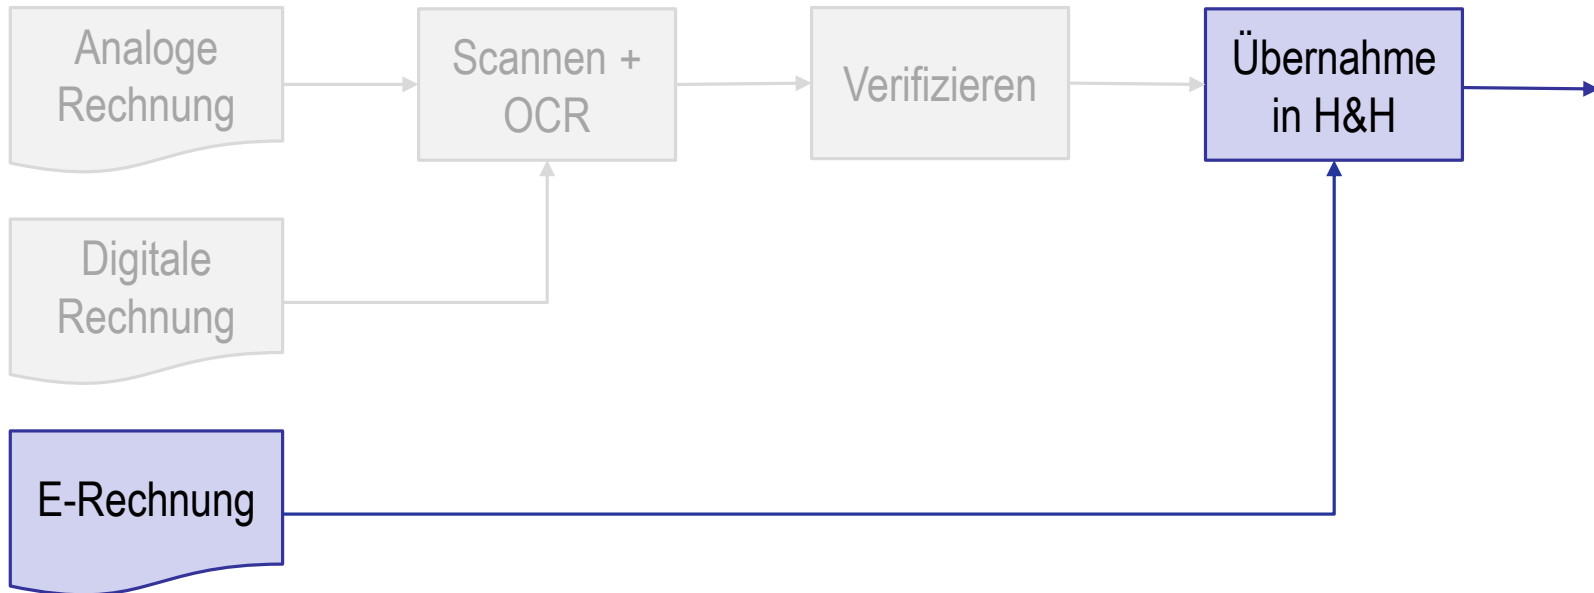 Analoge
Rechnung
Scannen +
OCR
Verifizieren
Übernahme
in H&H
Digitale
Rechnung
E-Rechnung